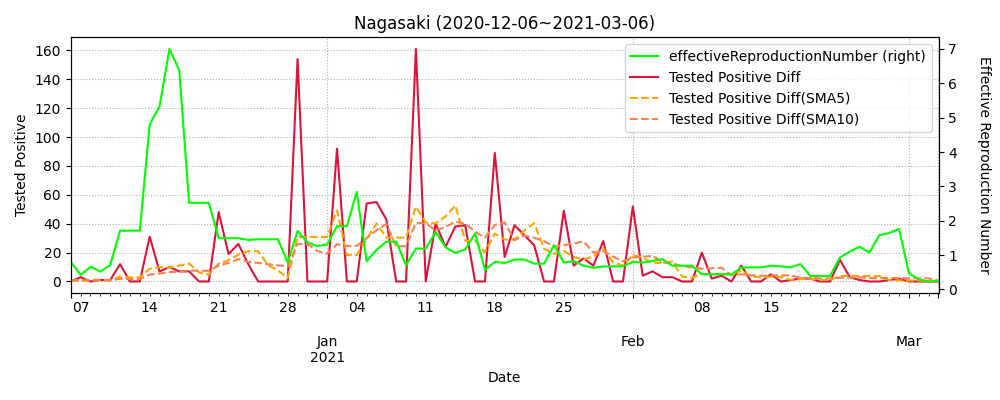 Nagasaki (2020-12-06~2021-03-06)
effectiveReproductionNumber (right)
Tested Positive Diff
Tested Positive Diff(SMA5)
Tested Positive Diff(SMA10)
Tested Positive
160
140
120
100
80
60
40
20
0
7
6
5
4
3
2
1
0
Effective Reproduction Number
07 14 21 28 04 11 18 25 08 15 22
Jan Feb Mar
2021
Date